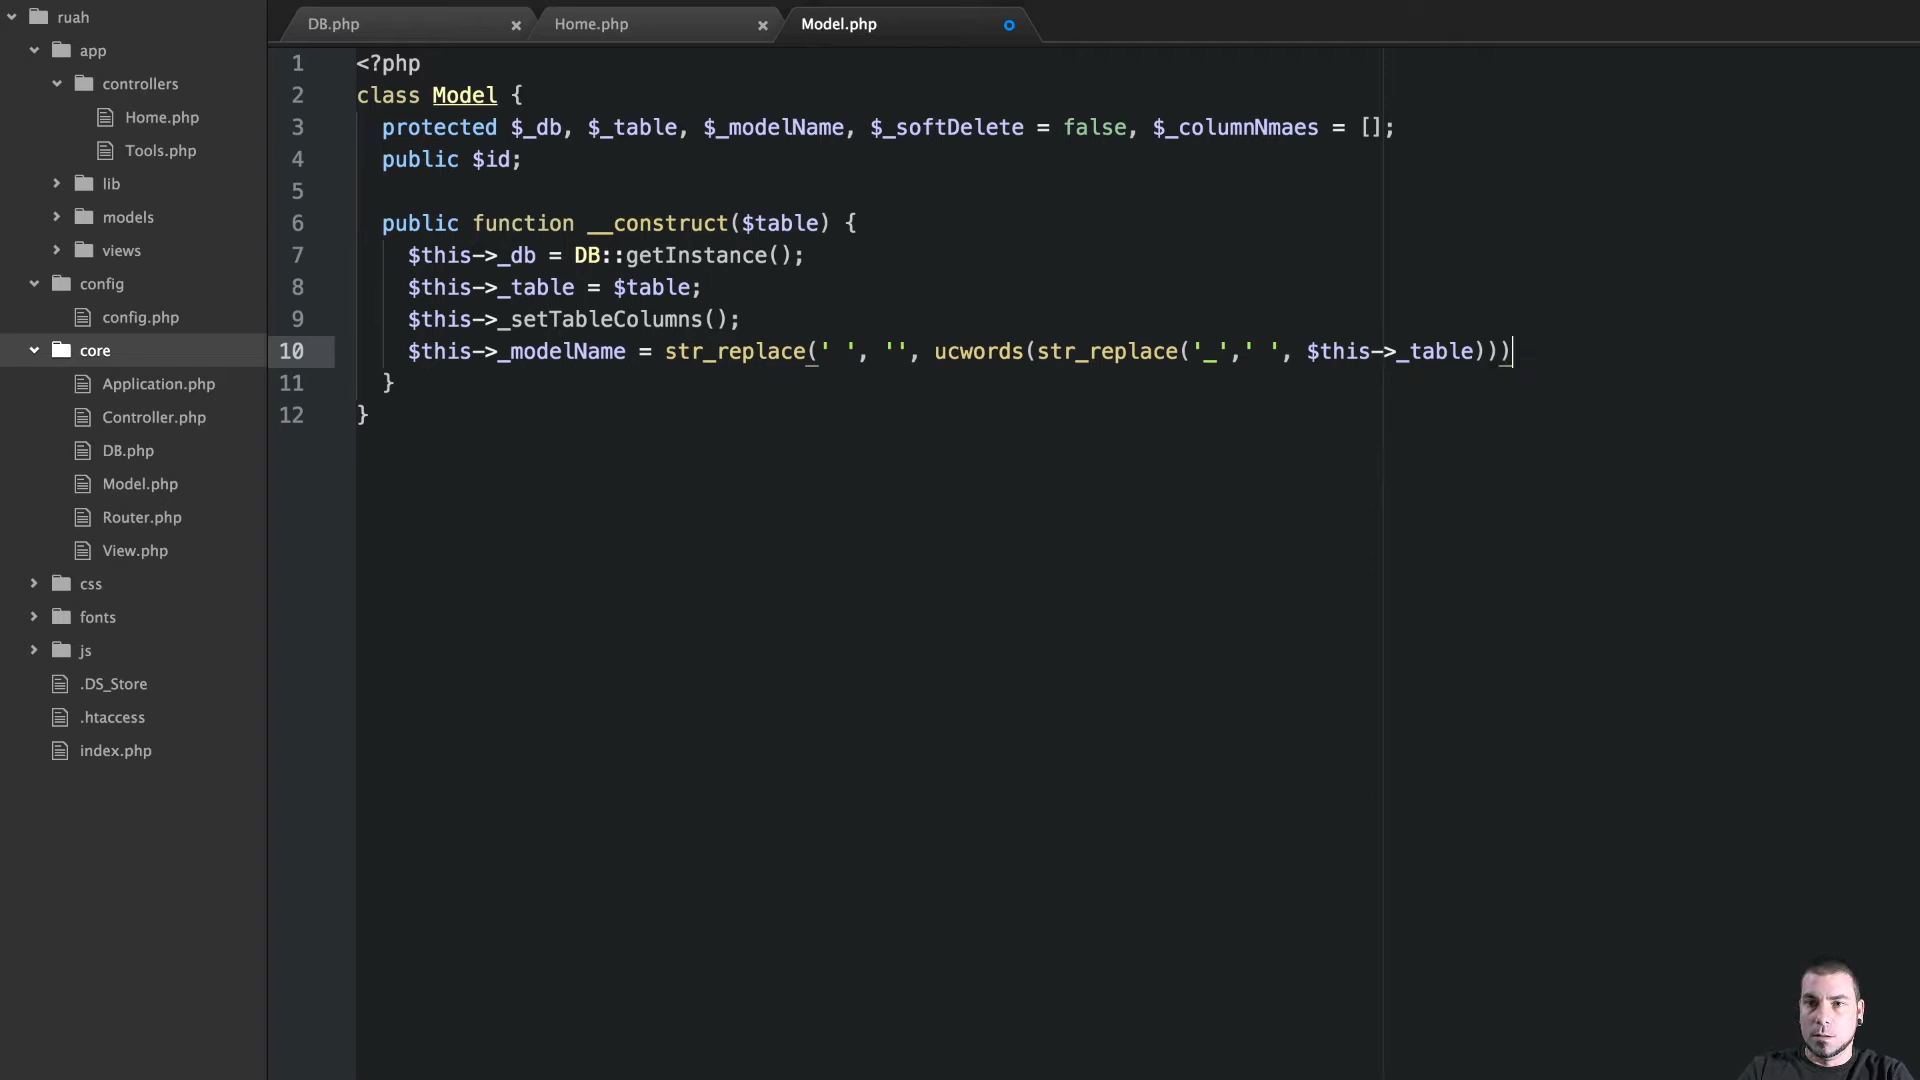 ruah
app
controllers
Home.php
Tools.php
lib
models
views
config
config.php
core
Application.php
Controller.php
DB.php
Model.php
Router.php
View.php
css
fonts
js
.DS_Store
.htaccess
index.php
DB.php
Home.php
Model.php
1 <?php
2 class Model {
3 protected $_db, $_table, $_modelName, $_softDelete = false, $_columnNmaes = [];
4 public $id;
5
6 public function __construct($table) {
7 $this->_db = DB::getInstance();
8 $this->_table = $table;
9 $this->_setTableColumns();
10 $this->_modelName = str_replace(' ', '', ucwords(str_replace('_',' ', $this->_table)))
11 }
12 }